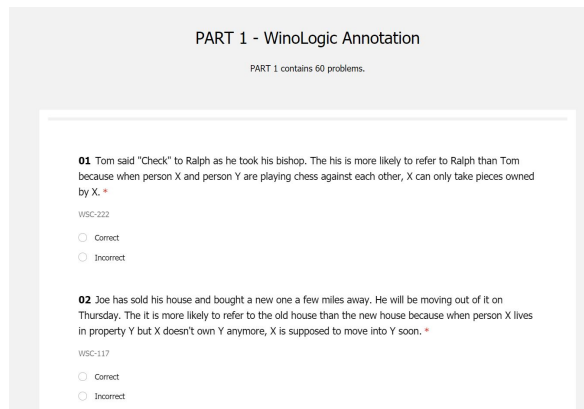 PART 1 - WinoLogic Annotation
PART 1 contains 60 problems.
01 Tom said "Check" to Ralph as he took his bishop. The his is more likely to refer to Ralph than Tom
because when person X and person Y are playing chess against each other, X can only take pieces owned
by X. *
WSC-222
Correct
Incorrect
02 Joe has sold his house and bought a new one a few miles away. He will be moving out of it on
Thursday. The it is more likely to refer to the old house than the new house because when person X lives
in property Y but X doesn't own Y anymore, X is supposed to move into Y soon. *
WSC-117
Correct
Incorrect